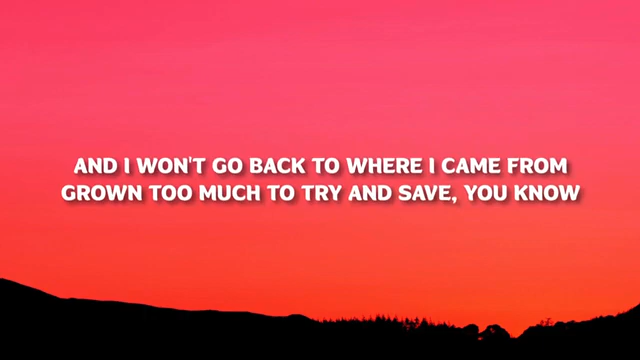 AND I WON'T GO BACK TO WHERE I CAME FROM
GROWN TOO MUCH TO TRY AND SAVE, YOU KNOW